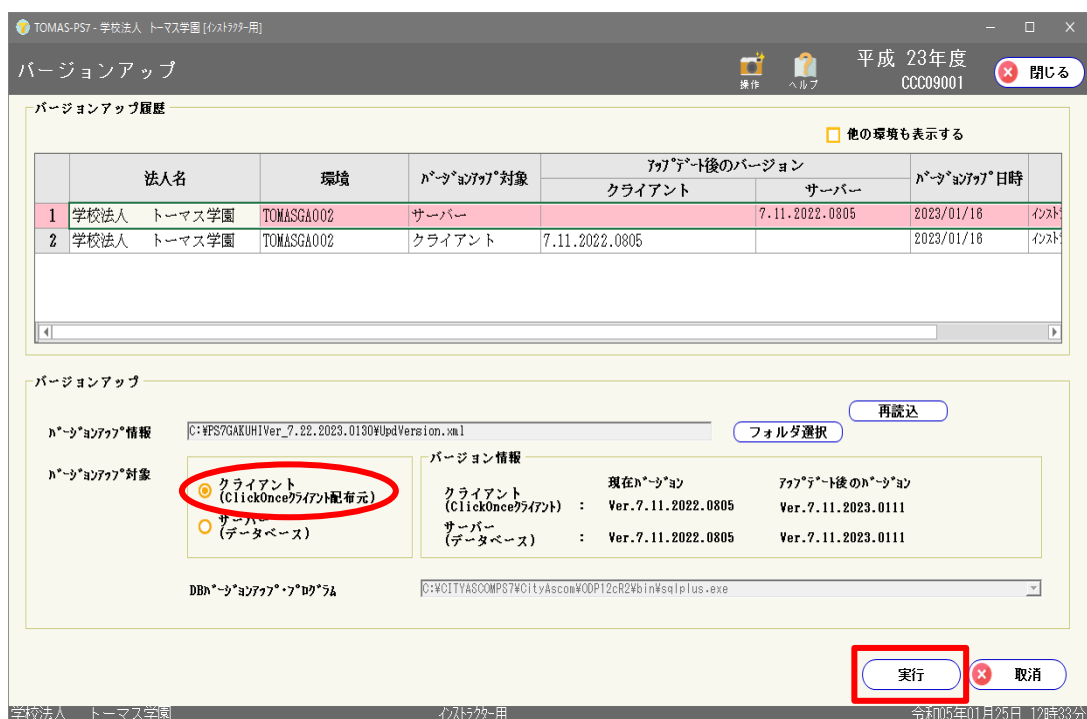 TOMAS-PS7 - 学校法人 トーマス学園 [ｲﾝｽﾄﾗｸﾀｰ用]
バージョンアップ
操作
ヘルプ
平成 23年度
CCC09001
閉じる
バージョンアップ履歴
他の環境も表示する
法人名 環境 ﾊﾞｰｼﾞｮﾝｱｯﾌﾟ対象 ｱｯﾌﾟﾃﾞｰﾄ後のバージョン ﾊﾞｰｼﾞｮﾝｱｯﾌﾟ日時
クライアント サーバー
1 学校法人 トーマス学園 TOMASGA002 サーバー 7.11.2022.0805 2023/01/16 ｲﾝｽﾄ
2 学校法人 トーマス学園 TOMASGA002 クライアント 7.11.2022.0805 2023/01/16 ｲﾝｽﾄ
バージョンアップ
再読込
ﾊﾞｰｼﾞｮﾝｱｯﾌﾟ情報 C:¥PS7GAKUHIVer_7.22.2023.0130¥UpdVersion.xml フォルダ選択
ﾊﾞｰｼﾞｮﾝｱｯﾌﾟ対象
クライアント
(ClickOnceｸﾗｲｱﾝﾄ配布元)
サーバー
(データベース)
バージョン情報
現在ﾊﾞｰｼﾞｮﾝ ｱｯﾌﾟﾃﾞｰﾄ後のﾊﾞｰｼﾞｮﾝ
クライアント
(ClickOnceｸﾗｲｱﾝﾄ) : Ver.7.11.2022.0805 Ver.7.11.2023.0111
サーバー
(データベース) : Ver.7.11.2022.0805 Ver.7.11.2023.0111
DBﾊﾞｰｼﾞｮﾝｱｯﾌﾟ･ﾌﾟﾛｸﾞﾗﾑ C:¥CITYASCOMPS7¥CityAscom¥ODP12cR2¥bin¥sqlplus.exe
実行 取消
学校法人 トーマス学園 ｲﾝｽﾄﾗｸﾀｰ用 令和05年01月25日 12時33分